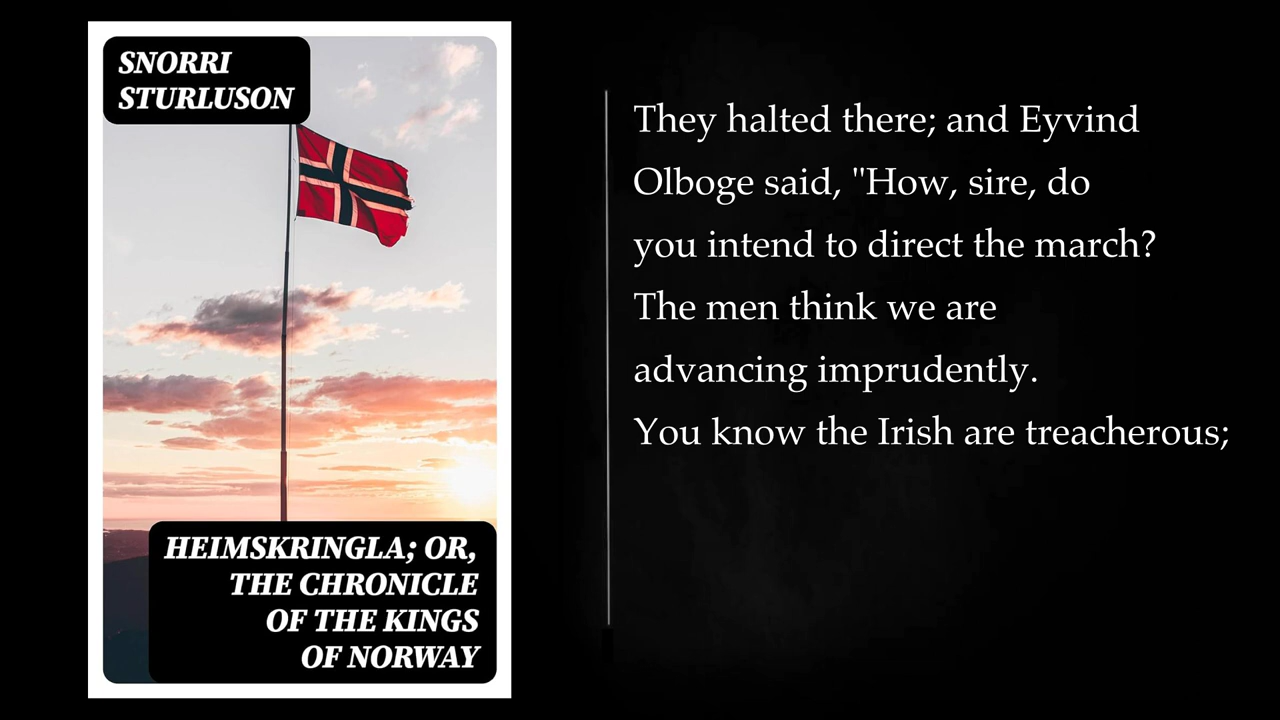 SNORRI
STURLUSON
HEIMSKRINGLA; OR,
THE CHRONICLE
OF THE KINGS
OF NORWAY
They halted there; and Eyvind
Olboge said, "How, sire, do
you intend to direct the march?
The men think we are
advancing imprudently.
You know the Irish are treacherous;